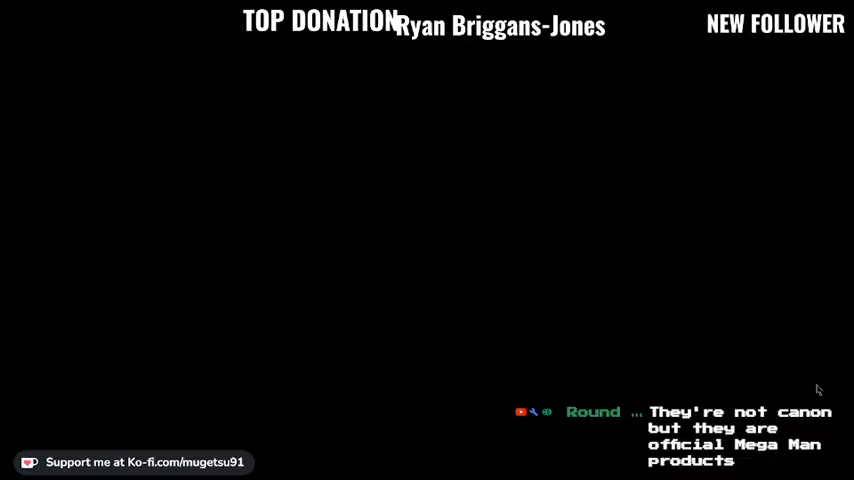 TOP DONATION Ryan Briggans-Jones NEW FOLLOWER
Round ... They're not canon
but they are
official Mega Man
products
Support me at Ko-fi.com/mugetsu91